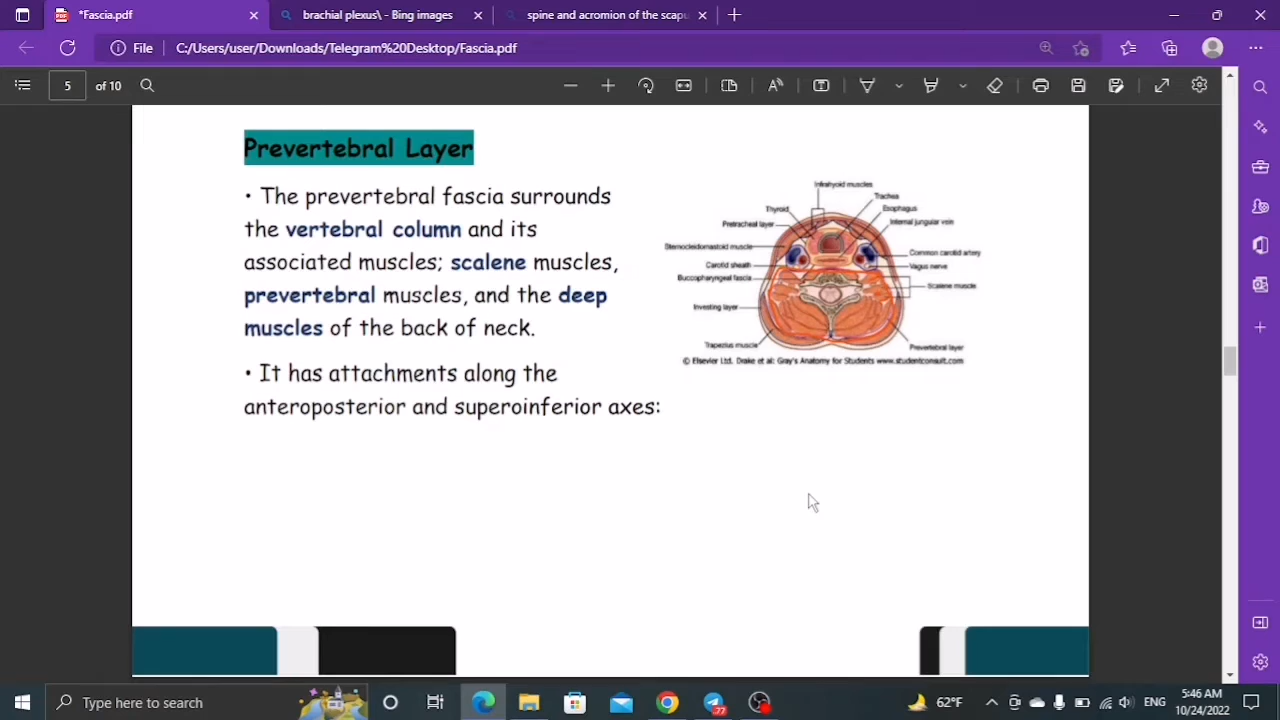 *Fascia.pdf
brachial plexus\ - Bing images
spine and acromion of the scapu
File
C:/Users/user/Downloads/Telegram%20Desktop/Fascia.pdf
5 of 10
Prevertebral Layer
• The prevertebral fascia surrounds
the vertebral column and its
associated muscles; scalene muscles,
prevertebral muscles, and the deep
muscles of the back of neck.
• It has attachments along the
anteroposterior and superoinferior axes:
Infrahyoid muscles
Trachea
Thyroid
Esophagus
Pretracheal layer
Internal jungular vein
Sternocleidomastoid muscle
Common carotid artery
Carotid sheath
Vagus nerve
Buccopharyngeal fascia
Scalene muscle
Investing layer
Trapezius muscle
Prevertebral layer
© Elsevier Ltd. Drake et al: Gray's Anatomy for Students www.studentconsult.com
Type here to search
77
62°F
ENG
5:46 AM
10/24/2022